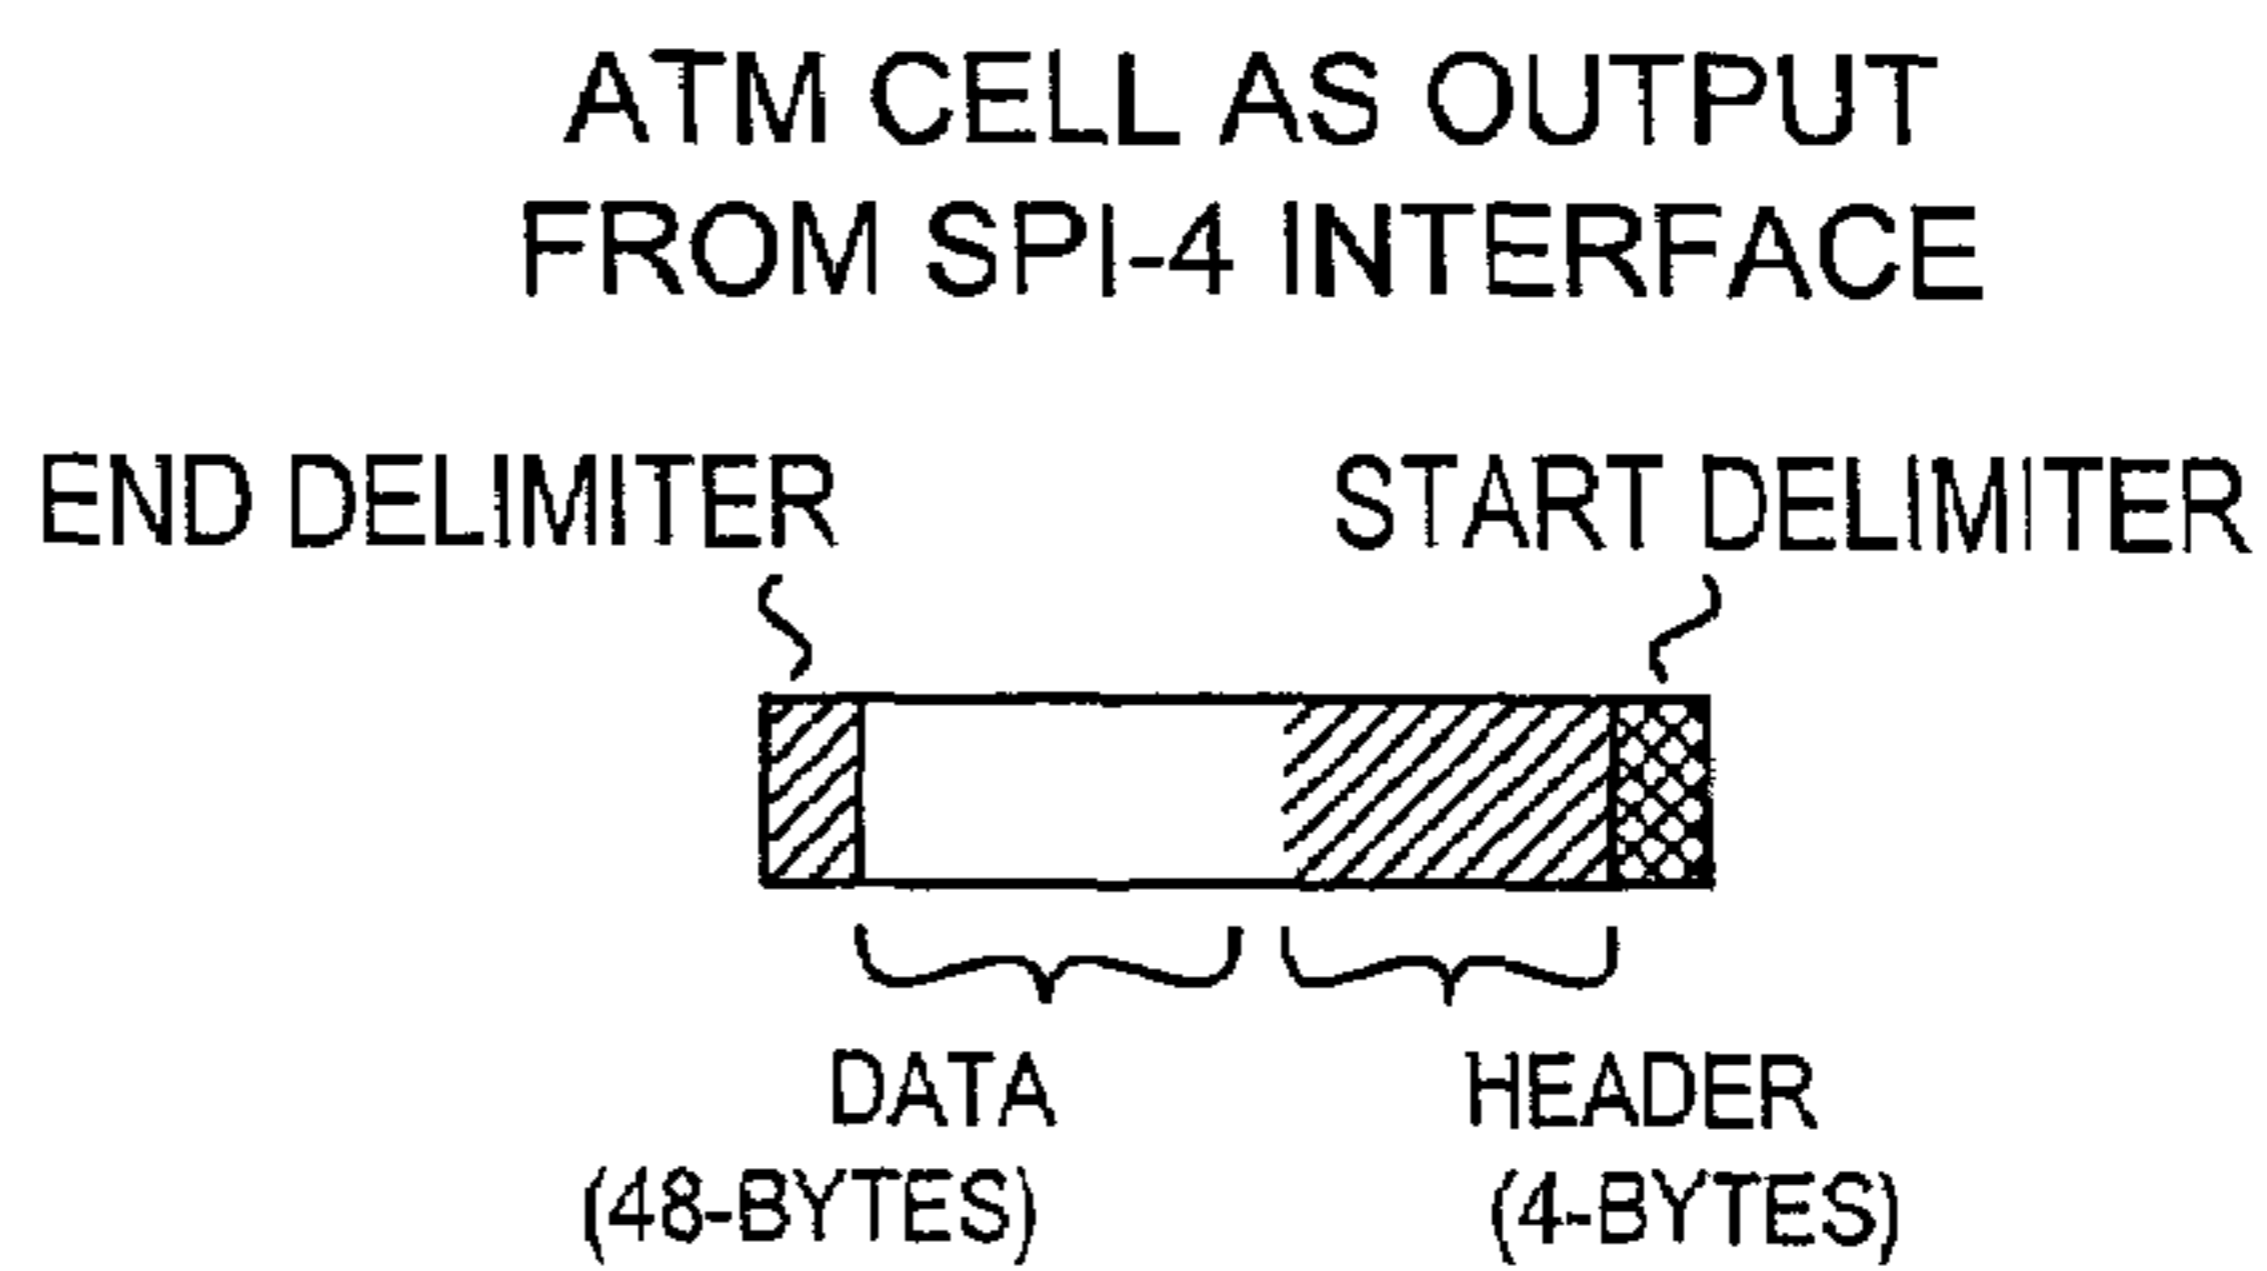 ATM CELL AS OUTPUT
FROM SPI-4 INTERFACE
END DELIMITER
START DELIMITER
DATA
(48-BYTES)
HEADER
(4-BYTES)